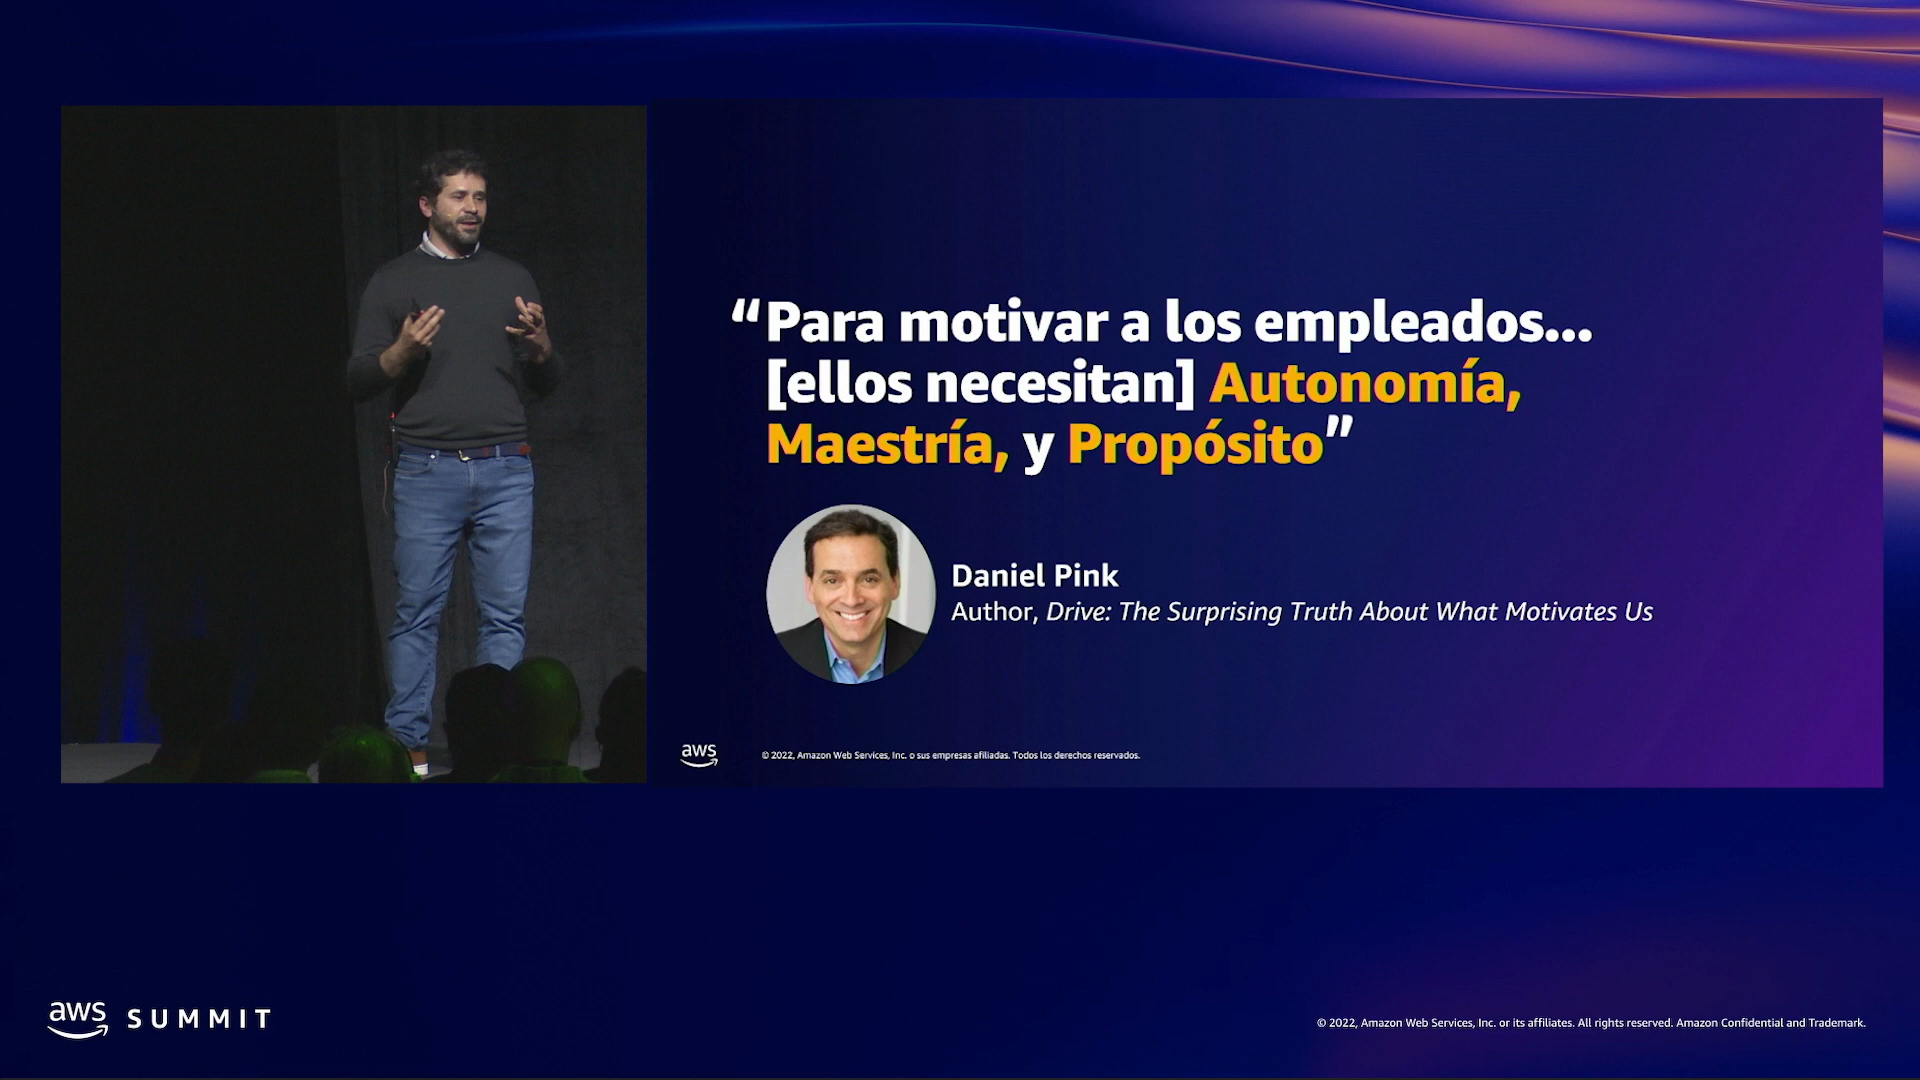 “Para motivar a los empleados...
[ellos necesitan] Autonomía,
Maestría, y Propósito”
Daniel Pink
Author, Drive: The Surprising Truth About What Motivates Us
aws
© 2022, Amazon Web Services, Inc. o sus empresas afiliadas. Todos los derechos reservados.
aws SUMMIT
© 2022, Amazon Web Services, Inc. or its affiliates. All rights reserved. Amazon Confidential and Trademark.